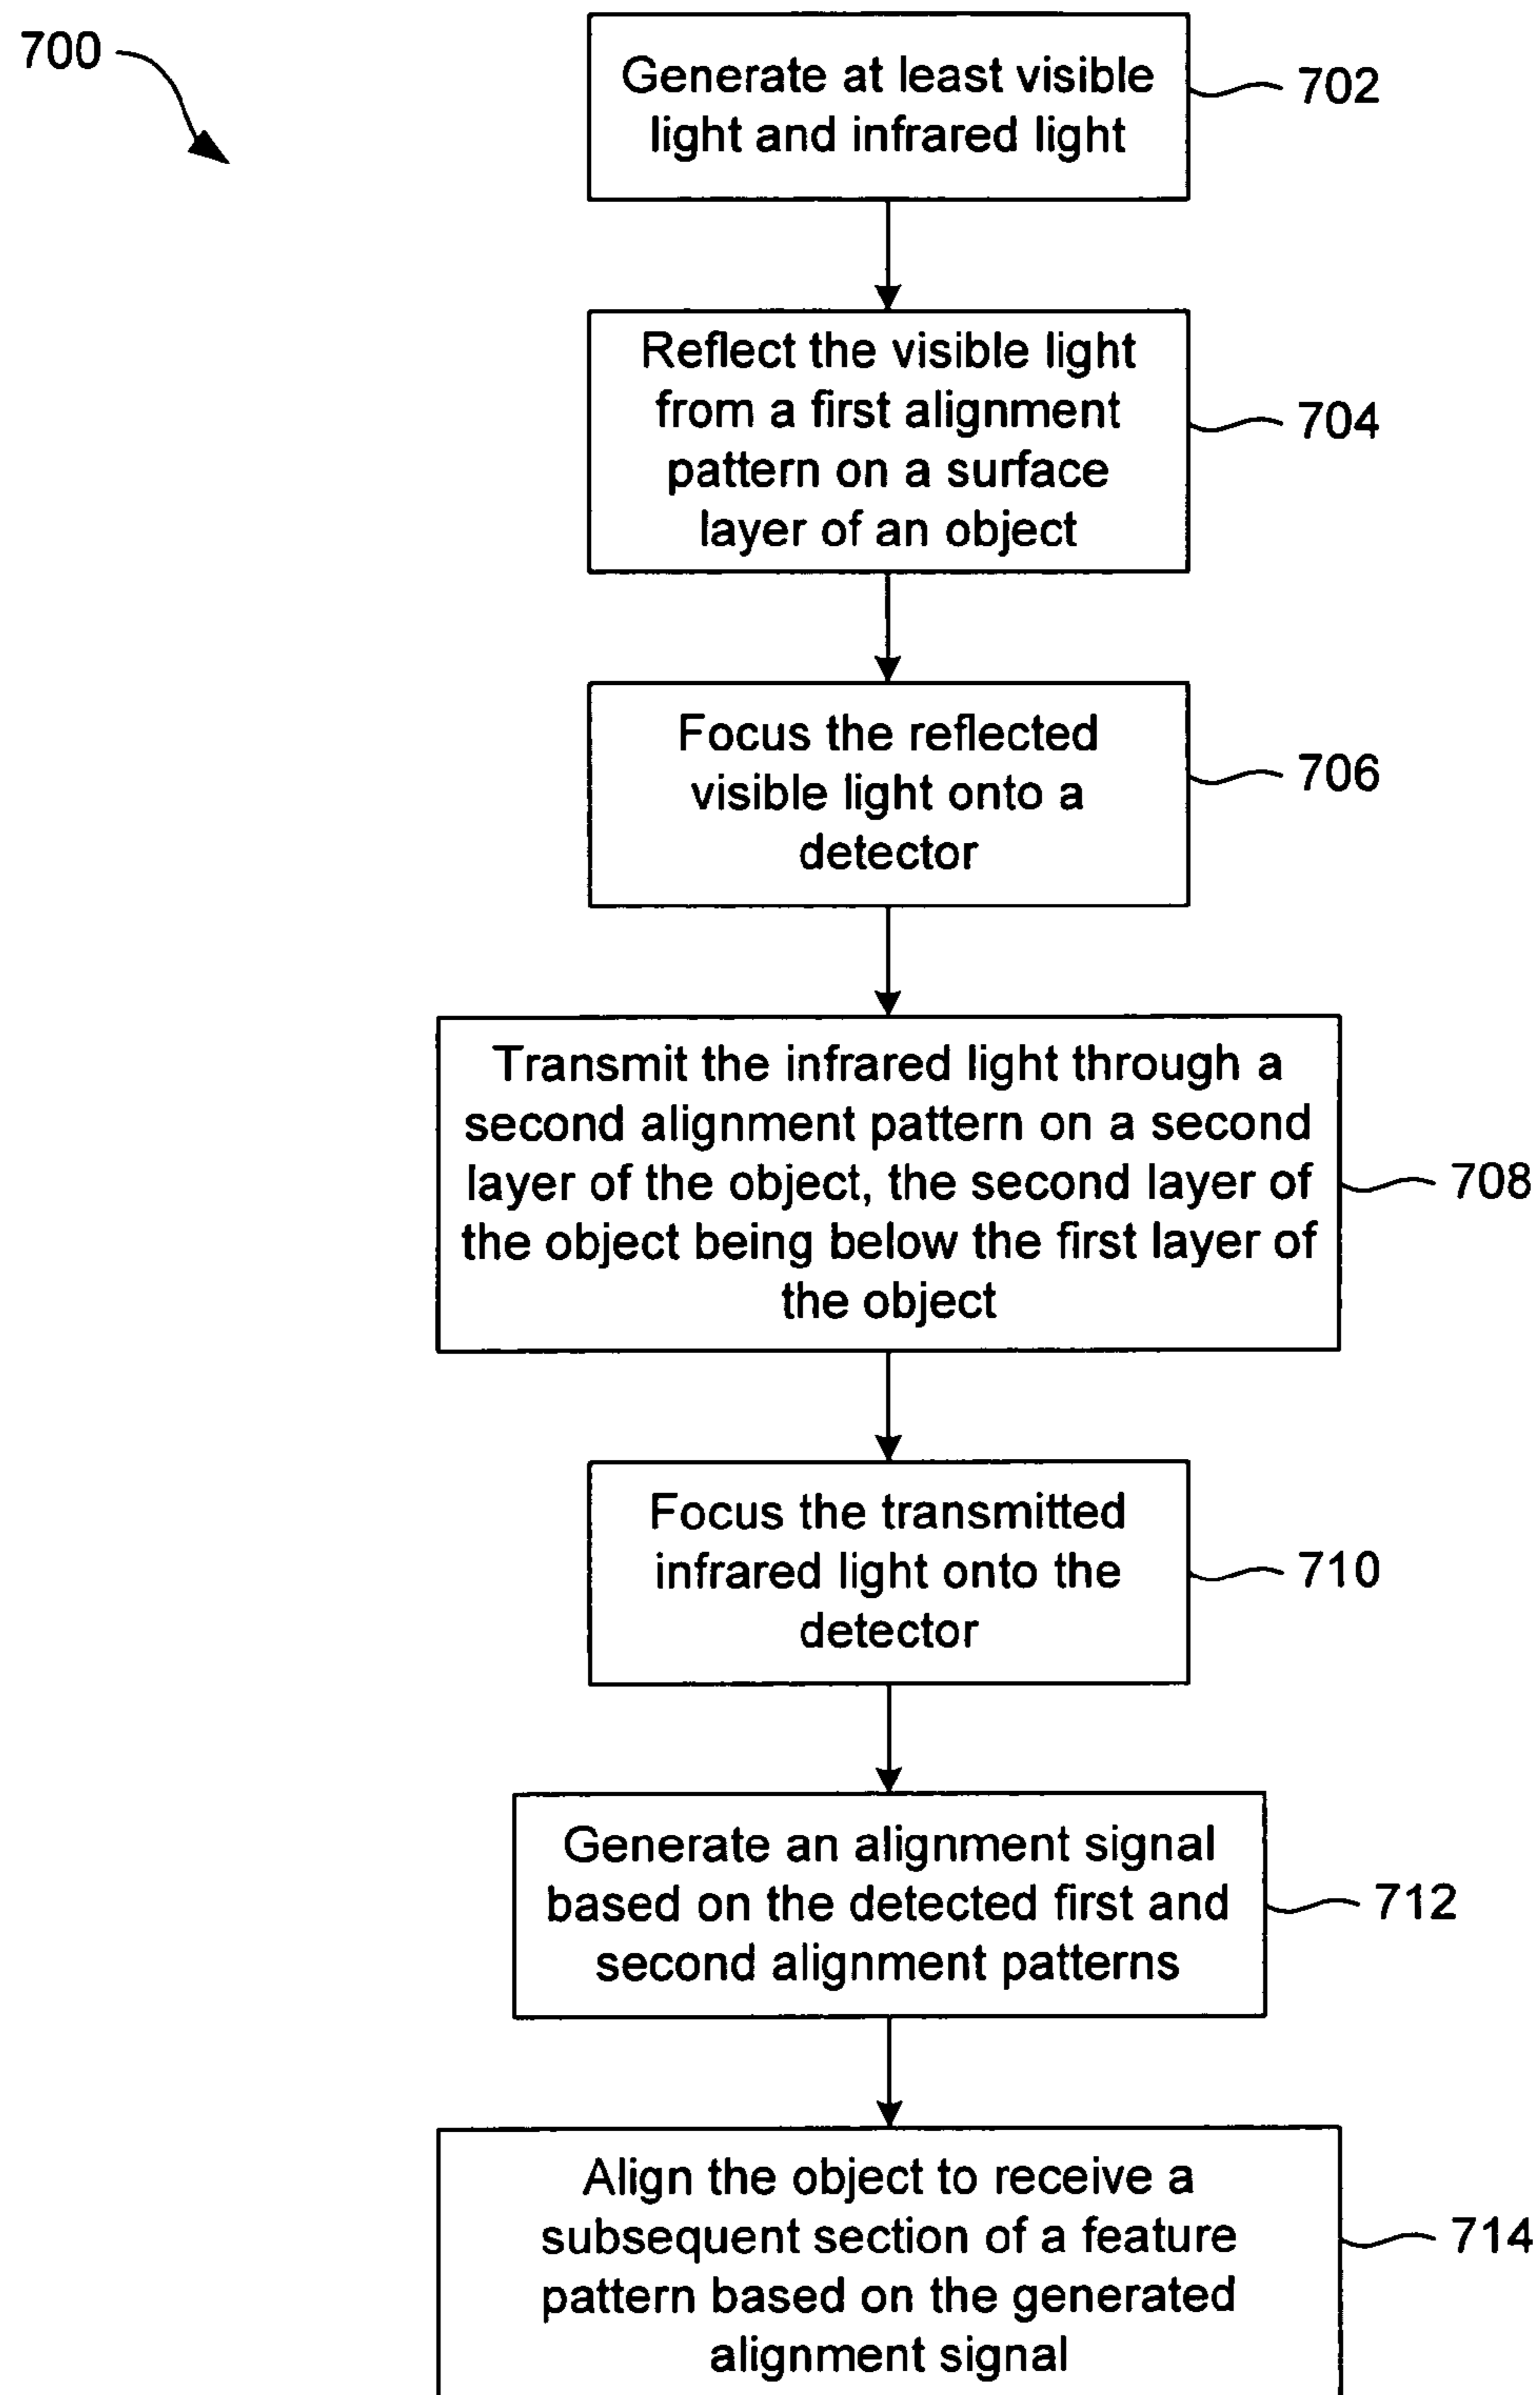 700
Generate at least visible
light and infrared light
702
Reflect the visible light
from a first alignment
pattern on a surface
layer of an object
704
Focus the reflected
visible light onto a
detector
706
Transmit the infrared light through a
second alignment pattern on a second
layer of the object, the second layer of
the object being below the first layer of
the object
708
Focus the transmitted
infrared light onto the
detector
710
Generate an alignment signal
based on the detected first and
second alignment patterns
712
Align the object to receive a
subsequent section of a feature
pattern based on the generated
alignment signal
714